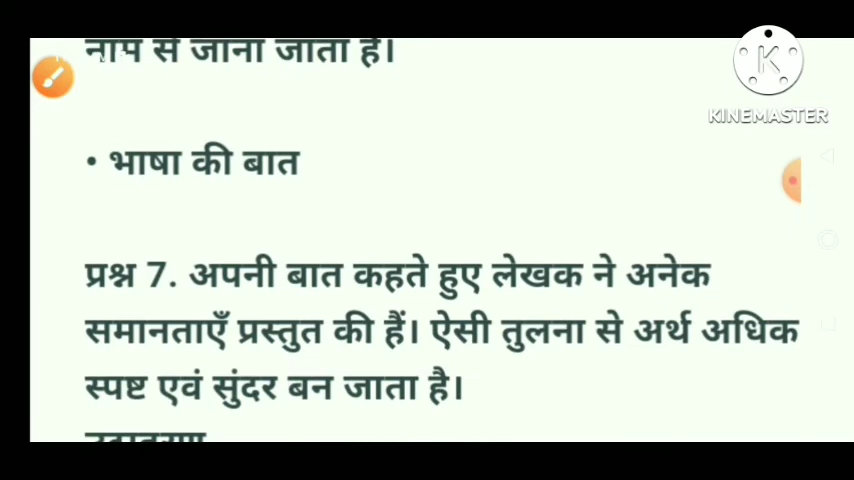 नाम से जाना जाता है।
KINEMASTER
• भाषा की बात
प्रश्न 7. अपनी बात कहते हुए लेखक ने अनेक
समानताएँ प्रस्तुत की हैं। ऐसी तुलना से अर्थ अधिक
स्पष्ट एवं सुंदर बन जाता है।